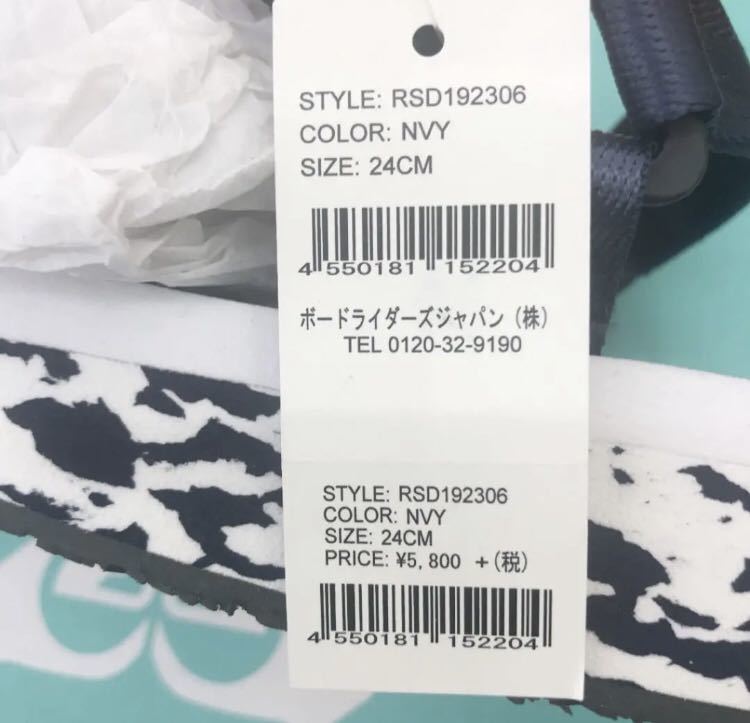 STYLE: RSD192306
COLOR: NVY
SIZE: 24CM
4 550181 152204
ボードライダーズジャパン（株）
TEL 0120-32-9190
STYLE: RSD192306
COLOR: NVY
SIZE: 24CM
PRICE: ¥5,800 +(税)
4 550181 152204